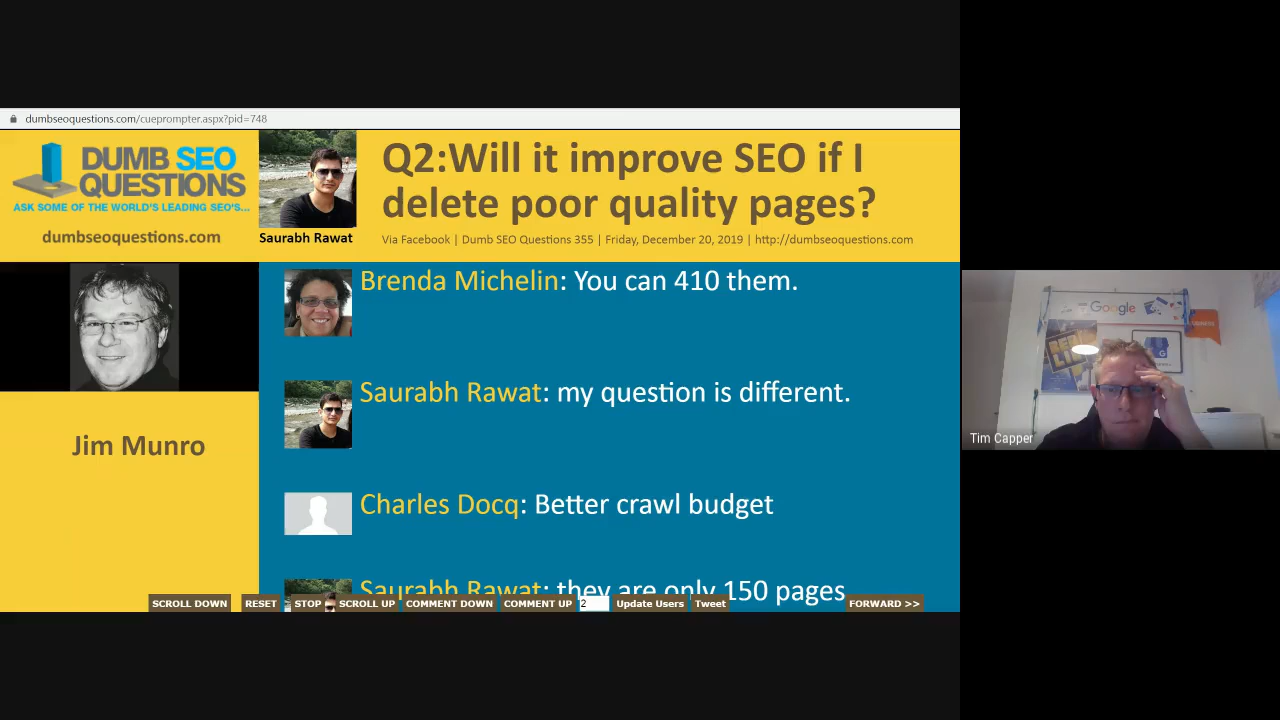 dumbseoquestions.com/cueprompter.aspx?pid=748
DUMB SEO
QUESTIONS
ASK SOME OF THE WORLD'S LEADING SEO'S...
dumbseoquestions.com
Saurabh Rawat
Q2:Will it improve SEO if I
delete poor quality pages?
Via Facebook | Dumb SEO Questions 355 | Friday, December 20, 2019 | http://dumbseoquestions.com
Jim Munro
Brenda Michelin: You can 410 them.
Saurabh Rawat: my question is different.
Charles Docq: Better crawl budget
Saurabh Rawat: they are only 150 pages
SCROLL DOWN
RESET
STOP
SCROLL UP
COMMENT DOWN
COMMENT UP
2
Update Users
Tweet
FORWARD >>
Google
Tim Capper